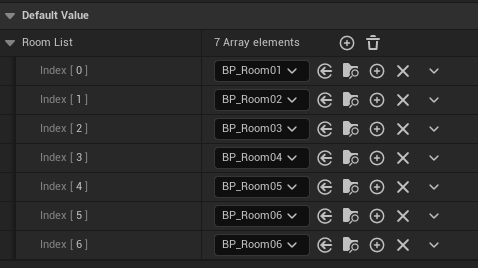 Default Value
Room List 7 Array elements
Index [ 0 ] BP_Room01
Index [ 1 ] BP_Room02
Index [ 2 ] BP_Room03
Index [ 3 ] BP_Room04
Index [ 4 ] BP_Room05
Index [ 5 ] BP_Room06
Index [ 6 ] BP_Room06